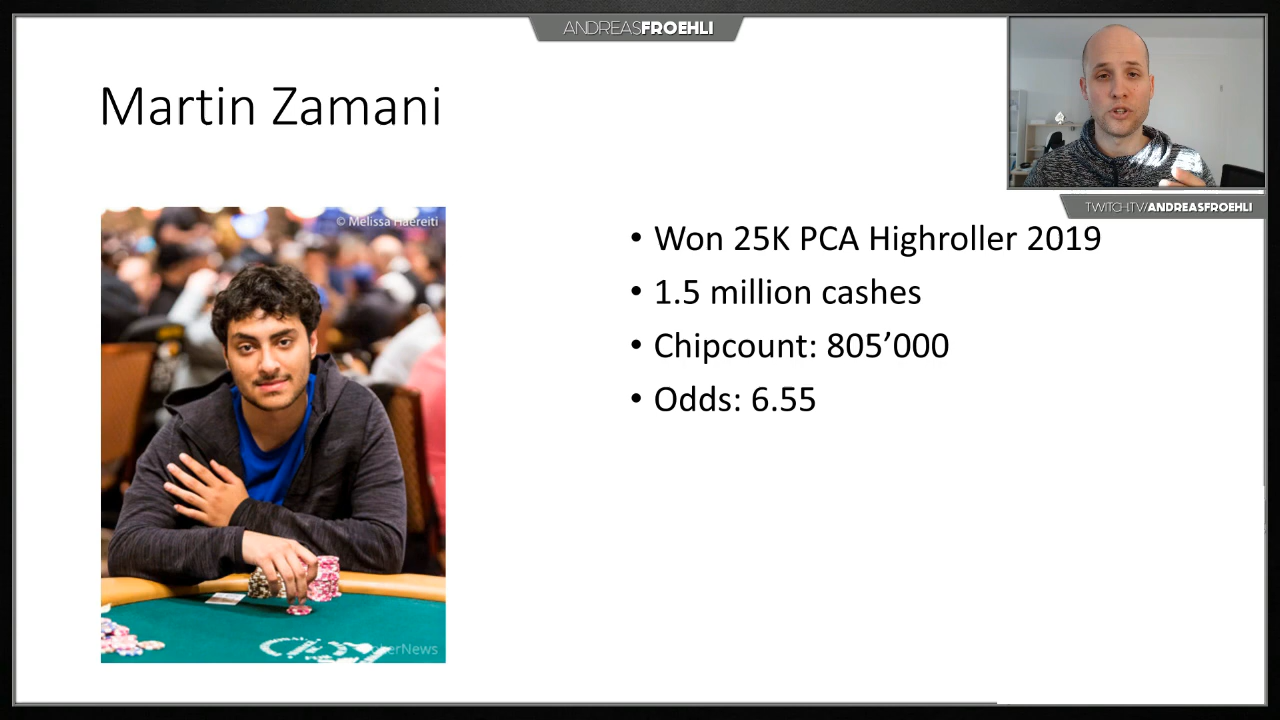 ANDREASFROEHLI
Martin Zamani
TWITCH.TV/ANDREASFROEHLI
© Melissa Haereiti
• Won 25K PCA Highroller 2019
• 1.5 million cashes
• Chipcount: 805’000
• Odds: 6.55